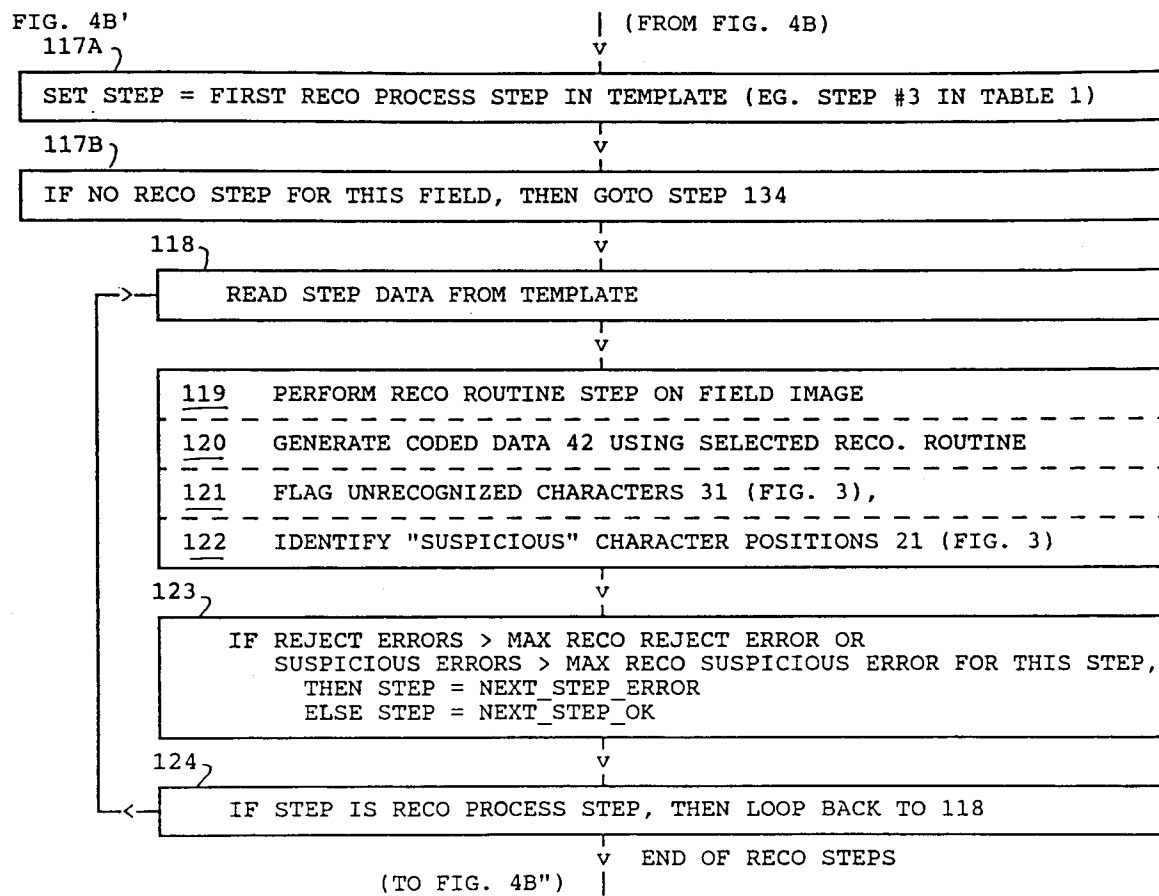 FIG. 4B'
(FROM FIG. 4B)
117A
SET STEP = FIRST RECO PROCESS STEP IN TEMPLATE (EG. STEP #3 IN TABLE 1)
117B
IF NO RECO STEP FOR THIS FIELD, THEN GOTO STEP 134
118
READ STEP DATA FROM TEMPLATE
119 PERFORM RECO ROUTINE STEP ON FIELD IMAGE
120 GENERATE CODED DATA 42 USING SELECTED RECO. ROUTINE
121 FLAG UNRECOGNIZED CHARACTERS 31 (FIG. 3),
122 IDENTIFY "SUSPICIOUS" CHARACTER POSITIONS 21 (FIG. 3)
123
IF REJECT ERRORS > MAX RECO REJECT ERROR OR
SUSPICIOUS ERRORS > MAX RECO SUSPICIOUS ERROR FOR THIS STEP,
THEN STEP = NEXT_STEP_ERROR
ELSE STEP = NEXT_STEP_OK
124
IF STEP IS RECO PROCESS STEP, THEN LOOP BACK TO 118
END OF RECO STEPS
(TO FIG. 4B")